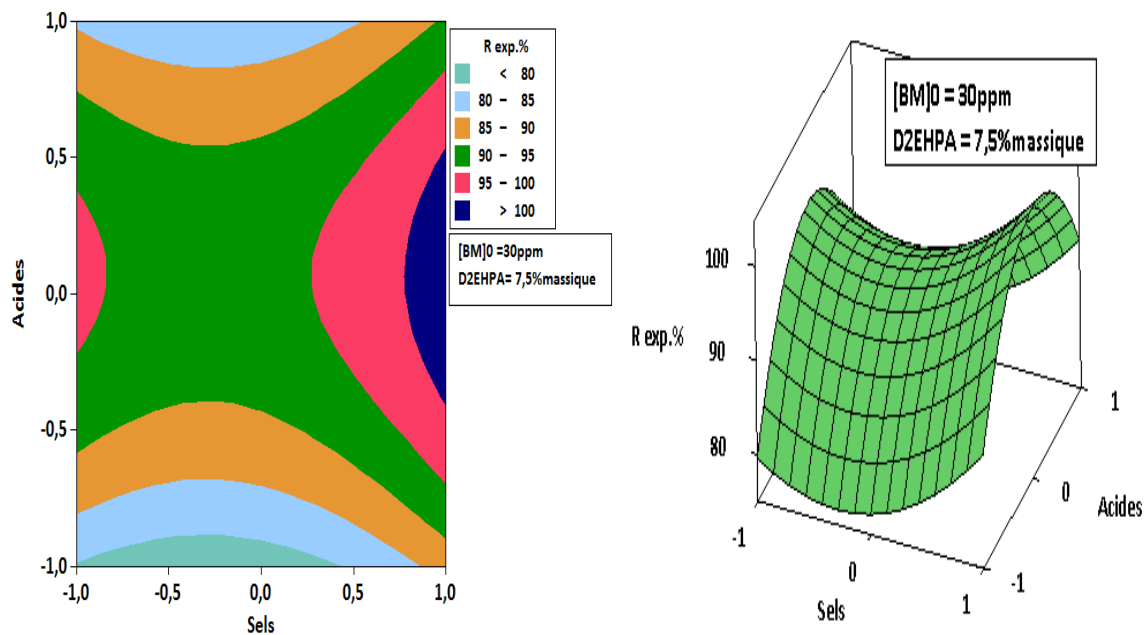 1,0
0,5
0,0
-0,5
-1,0
Acides
-1,0 -0,5 0,0 0,5 1,0
Sels
R exp.%
< 80
80 – 85
85 – 90
90 – 95
95 – 100
> 100
[BM]0 =30ppm
D2EHPA= 7,5%massique
[BM]0 = 30ppm
D2EHPA = 7,5%massique
100
R exp.%
90
80
-1
0
1
Sels
-1
0
1
Acides